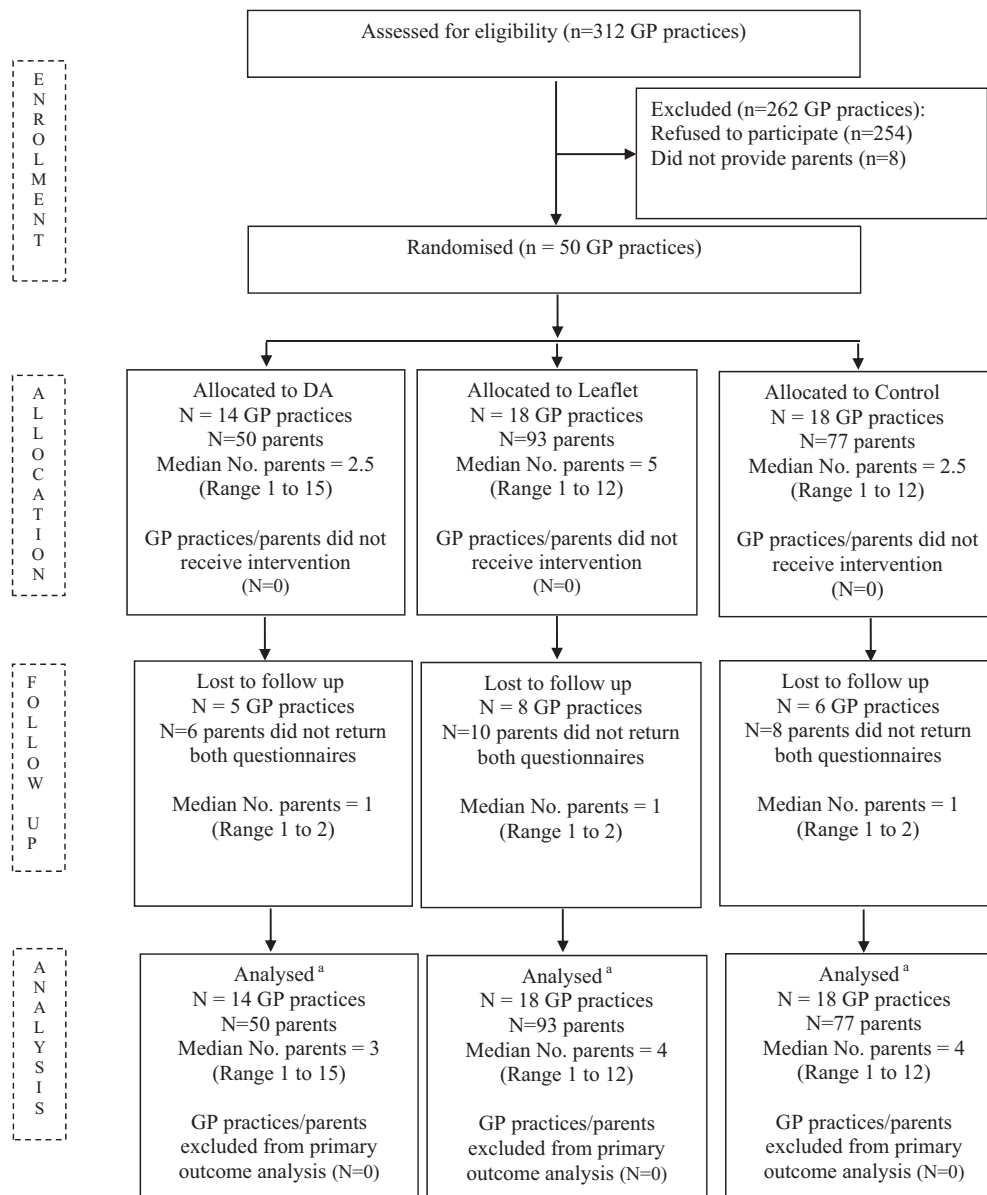 Assessed for eligibility (n=312 GP practices)
ENROLMENT
Excluded (n=262 GP practices):
Refused to participate (n=254)
Did not provide parents (n=8)
Randomised (n = 50 GP practices)
ALLOCATION
Allocated to DA
N = 14 GP practices
N=50 parents
Median No. parents = 2.5
(Range 1 to 15)
GP practices/parents did not
receive intervention
(N=0)
Allocated to Leaflet
N = 18 GP practices
N=93 parents
Median No. parents = 5
(Range 1 to 12)
GP practices/parents did not
receive intervention
(N=0)
Allocated to Control
N = 18 GP practices
N=77 parents
Median No. parents = 2.5
(Range 1 to 12)
GP practices/parents did not
receive intervention
(N=0)
FOLLOW UP
Lost to follow up
N = 5 GP practices
N=6 parents did not return
both questionnaires
Median No. parents = 1
(Range 1 to 2)
Lost to follow up
N = 8 GP practices
N=10 parents did not return
both questionnaires
Median No. parents = 1
(Range 1 to 2)
Lost to follow up
N = 6 GP practices
N=8 parents did not return
both questionnaires
Median No. parents = 1
(Range 1 to 2)
ANALYSIS
Analysed a
N = 14 GP practices
N=50 parents
Median No. parents = 3
(Range 1 to 15)
GP practices/parents
excluded from primary
outcome analysis (N=0)
Analysed a
N = 18 GP practices
N=93 parents
Median No. parents = 4
(Range 1 to 12)
GP practices/parents
excluded from primary
outcome analysis (N=0)
Analysed a
N = 18 GP practices
N=77 parents
Median No. parents = 4
(Range 1 to 12)
GP practices/parents
excluded from primary
outcome analysis (N=0)